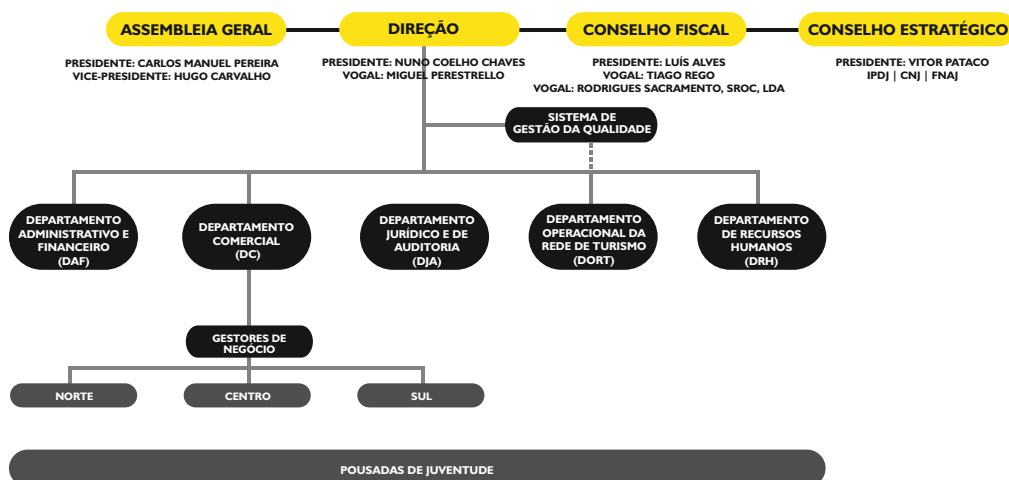 ASSEMBLEIA GERAL
DIREÇÃO
CONSELHO FISCAL
CONSELHO ESTRATÉGICO
PRESIDENTE: CARLOS MANUEL PEREIRA
VICE-PRESIDENTE: HUGO CARVALHO
PRESIDENTE: NUNO COELHO CHAVES
VOGAL: MIGUEL PERESTRELLO
PRESIDENTE: LUÍS ALVES
VOGAL: TIAGO REGO
VOGAL: RODRIGUES SACRAMENTO, SROC, LDA
PRESIDENTE: VITOR PATACO
IPDJ | CNJ | FNAJ
SISTEMA DE
GESTÃO DA QUALIDADE
DEPARTAMENTO
ADMINISTRATIVO E
FINANCEIRO
(DAF)
DEPARTAMENTO
COMERCIAL
(DC)
DEPARTAMENTO
JURÍDICO E DE
AUDITORIA
(DJA)
DEPARTAMENTO
OPERACIONAL DA
REDE DE TURISMO
(DORT)
DEPARTAMENTO
DE RECURSOS
HUMANOS
(DRH)
GESTORES DE
NEGÓCIO
NORTE
CENTRO
SUL
POUSADAS DE JUVENTUDE